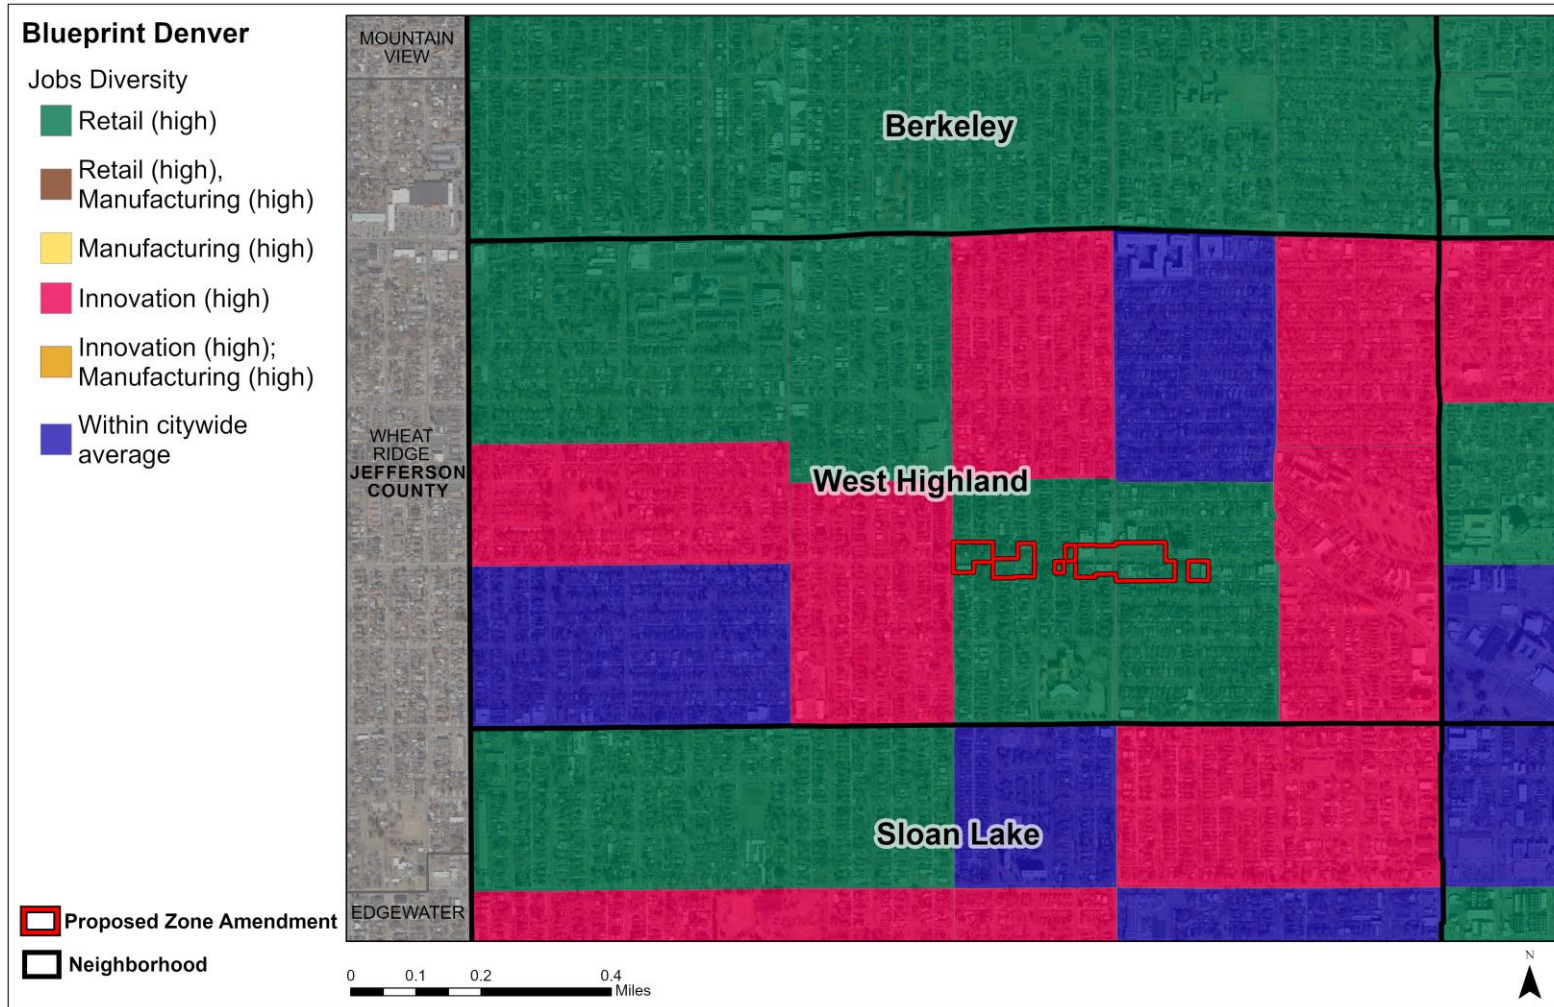 Blueprint Denver
Jobs Diversity
Retail (high)
Retail (high),
Manufacturing (high)
Manufacturing (high)
Innovation (high)
Innovation (high);
Manufacturing (high)
Within citywide
average
Proposed Zone Amendment
Neighborhood
MOUNTAIN
VIEW
Berkeley
WHEAT
RIDGE
JEFFERSON
COUNTY
West Highland
Sloan Lake
EDGEWATER
0 0.1 0.2 0.4
Miles
N